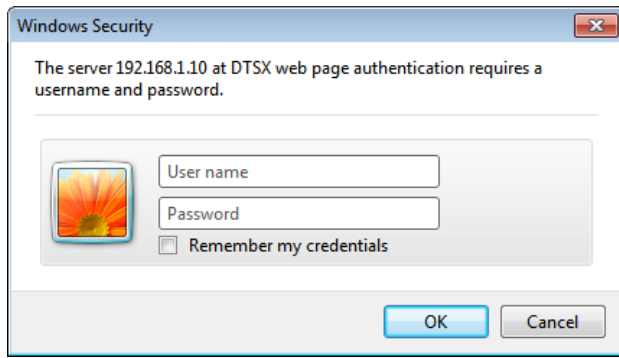 Windows Security
The server 192.168.1.10 at DTSX web page authentication requires a
username and password.
User name
Password
Remember my credentials
OK
Cancel